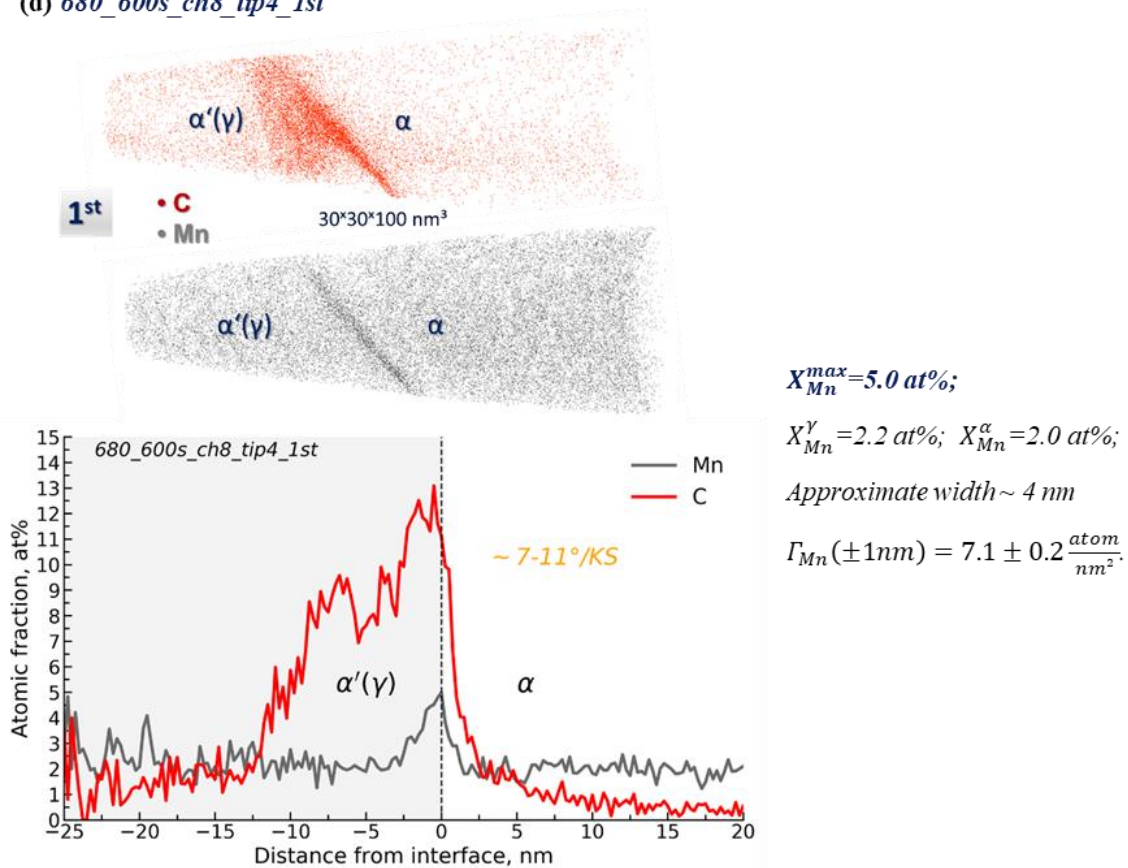 (d) 680_600s_ch8_tip4_1st
α'(γ)
α
1st
• C
• Mn
30×30×100 nm³
α'(γ)
α
X_Mn^max=5.0 at%;
X_Mn^γ=2.2 at%; X_Mn^α=2.0 at%;
Approximate width~ 4 nm
Γ_Mn(±1nm) = 7.1 ± 0.2 atom/nm².
680_600s_ch8_tip4_1st
Mn
C
~ 7-11°/KS
α'(γ)
α
Atomic fraction, at%
15
14
13
12
11
10
9
8
7
6
5
4
3
2
1
0
−25 −20 −15 −10 −5 0 5 10 15 20
Distance from interface, nm